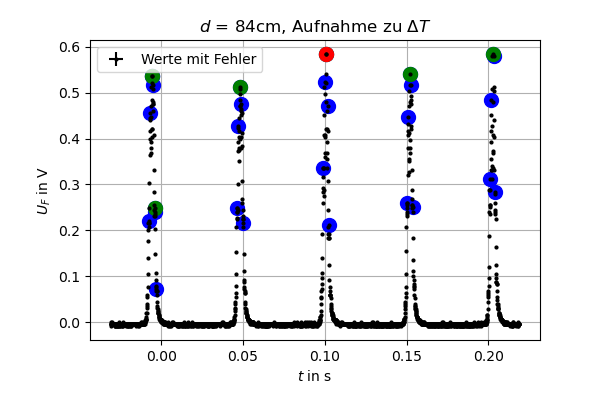 d = 84cm, Aufnahme zu ΔT
Werte mit Fehler
0.6
0.5
0.4
0.3
0.2
0.1
0.0
U_F in V
0.00 0.05 0.10 0.15 0.20
t in s